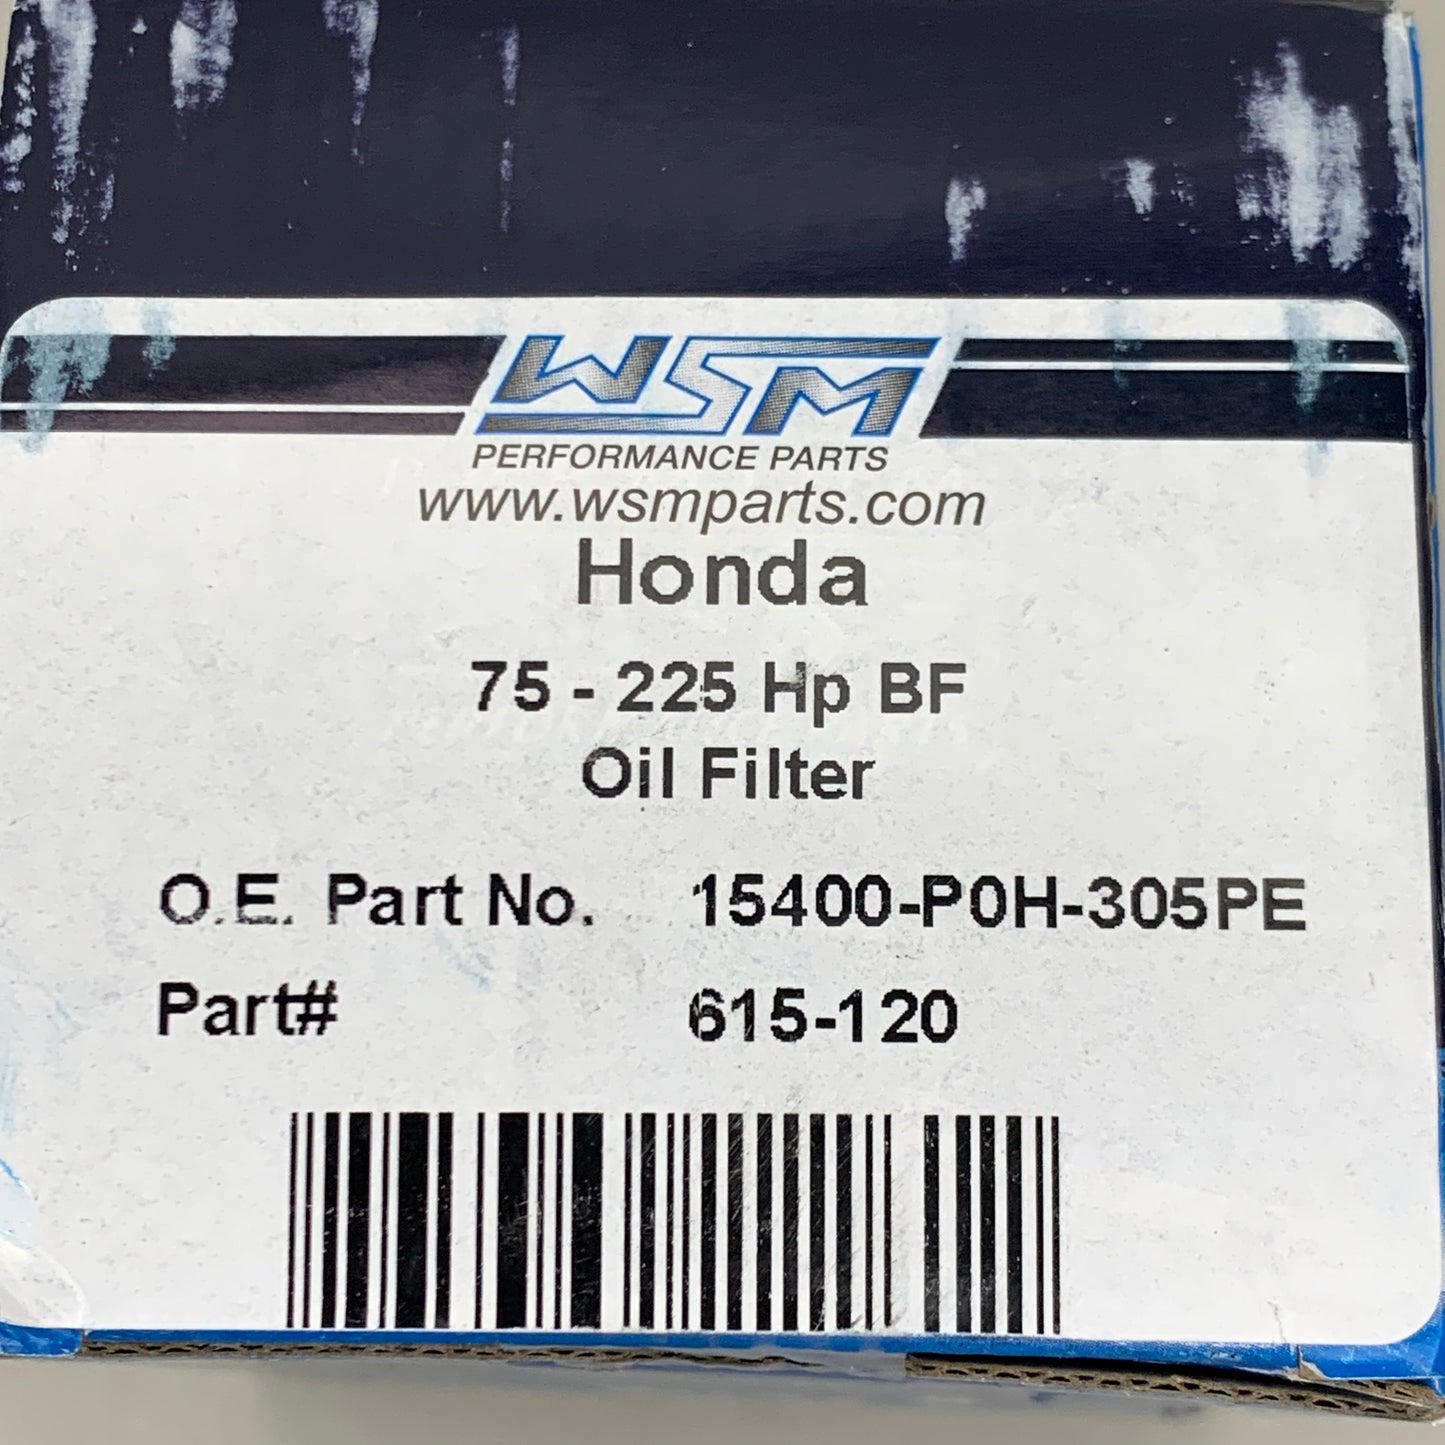 WSM
PERFORMANCE PARTS
www.wsmparts.com
Honda
75 - 225 Hp BF
Oil Filter
O.E. Part No. 15400-P0H-305PE
Part# 615-120